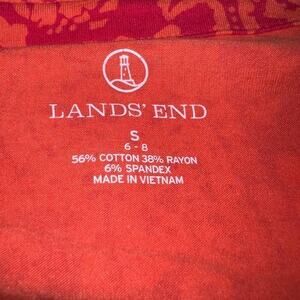 LANDS' END
S
6 - 8
56% COTTON 38% RAYON
6% SPANDEX
MADE IN VIETNAM